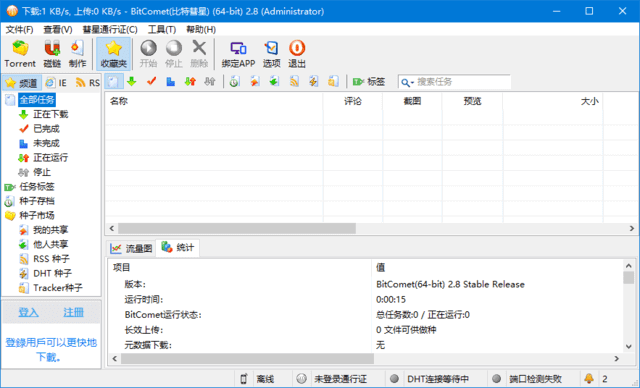 下载:1 KB/s, 上传:0 KB/s - BitComet(比特彗星) (64-bit) 2.8 (Administrator)
文件(F) 查看(V) 彗星通行证(C) 工具(T) 帮助(H)
Torrent 磁链 制作 收藏夹 开始 停止 删除 绑定APP 选项 退出
频道 IE RS 标签 搜索任务
全部任务
正在下载
已完成
未完成
正在运行
停止
任务标签
种子存档
种子市场
我的共享
他人共享
RSS 种子
DHT 种子
Tracker种子
登入 注冊
登錄用戶可以更快地
下載。
名称 评论 截图 预览 大小
流量图 统计
项目 值
版本: BitComet(64-bit) 2.8 Stable Release
运行时间: 0:00:15
BitComet运行状态: 总任务数:0 / 正在运行:0
长效上传: 0 文件可供做种
元数据下载: 无
离线 未登录通行证 DHT连接等待中 端口检测失败 2